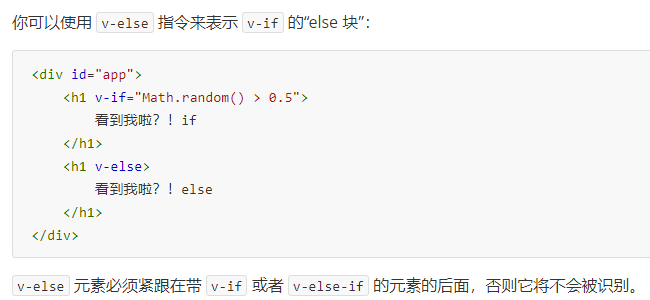 你可以使用 v-else 指令来表示 v-if 的“else 块”：
<div id="app">
    <h1 v-if="Math.random() > 0.5">
        看到我啦？！if
    </h1>
    <h1 v-else>
        看到我啦？！else
    </h1>
</div>
v-else 元素必须紧跟在带 v-if 或者 v-else-if 的元素的后面，否则它将不会被识别。